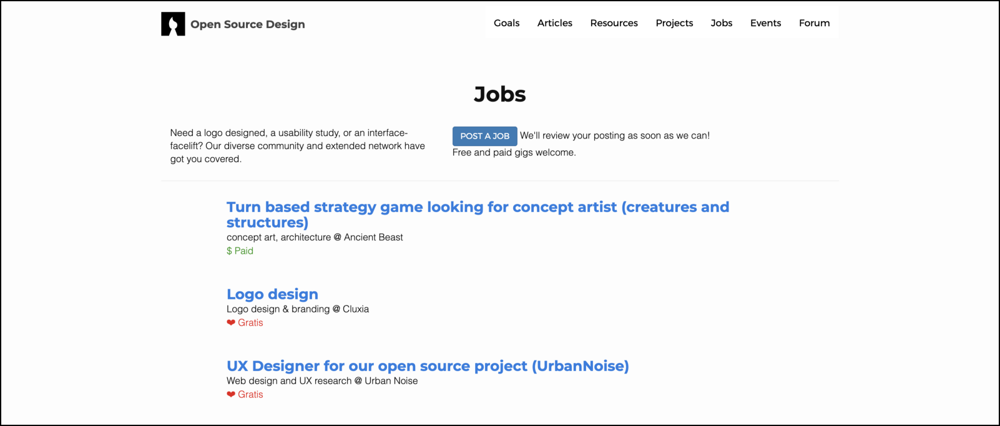 Open Source Design
Goals Articles Resources Projects Jobs Events Forum
Jobs
Need a logo designed, a usability study, or an interface-
facelift? Our diverse community and extended network have
got you covered.
POST A JOB We'll review your posting as soon as we can!
Free and paid gigs welcome.
Turn based strategy game looking for concept artist (creatures and
structures)
concept art, architecture @ Ancient Beast
$ Paid
Logo design
Logo design & branding @ Cluxia
❤ Gratis
UX Designer for our open source project (UrbanNoise)
Web design and UX research @ Urban Noise
❤ Gratis